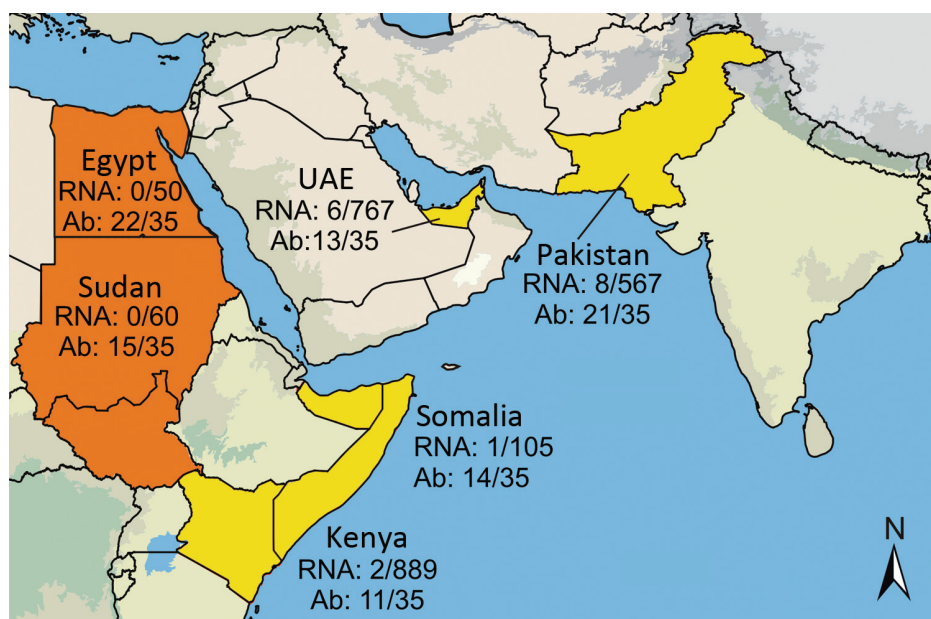 Egypt
RNA: 0/50
Ab: 22/35
UAE
RNA: 6/767
Ab:13/35
Pakistan
RNA: 8/567
Ab: 21/35
Sudan
RNA: 0/60
Ab: 15/35
Somalia
RNA: 1/105
Ab: 14/35
Kenya
RNA: 2/889
Ab: 11/35
N